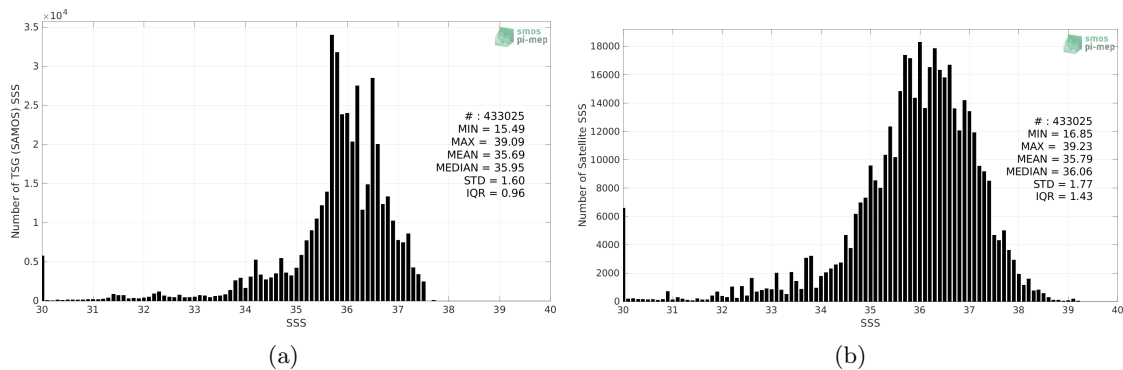 ×10⁴
3.5
3
2.5
2
1.5
1
0.5
0
Number of TSG (SAMOS) SSS
smos
pi-mep
# : 433025
MIN = 15.49
MAX = 39.09
MEAN = 35.69
MEDIAN = 35.95
STD = 1.60
IQR = 0.96
30 31 32 33 34 35 36 37 38 39 40
SSS
(a)
18000
16000
14000
12000
10000
8000
6000
4000
2000
0
Number of Satellite SSS
smos
pi-mep
# : 433025
MIN = 16.85
MAX = 39.23
MEAN = 35.79
MEDIAN = 36.06
STD = 1.77
IQR = 1.43
30 31 32 33 34 35 36 37 38 39 40
SSS
(b)